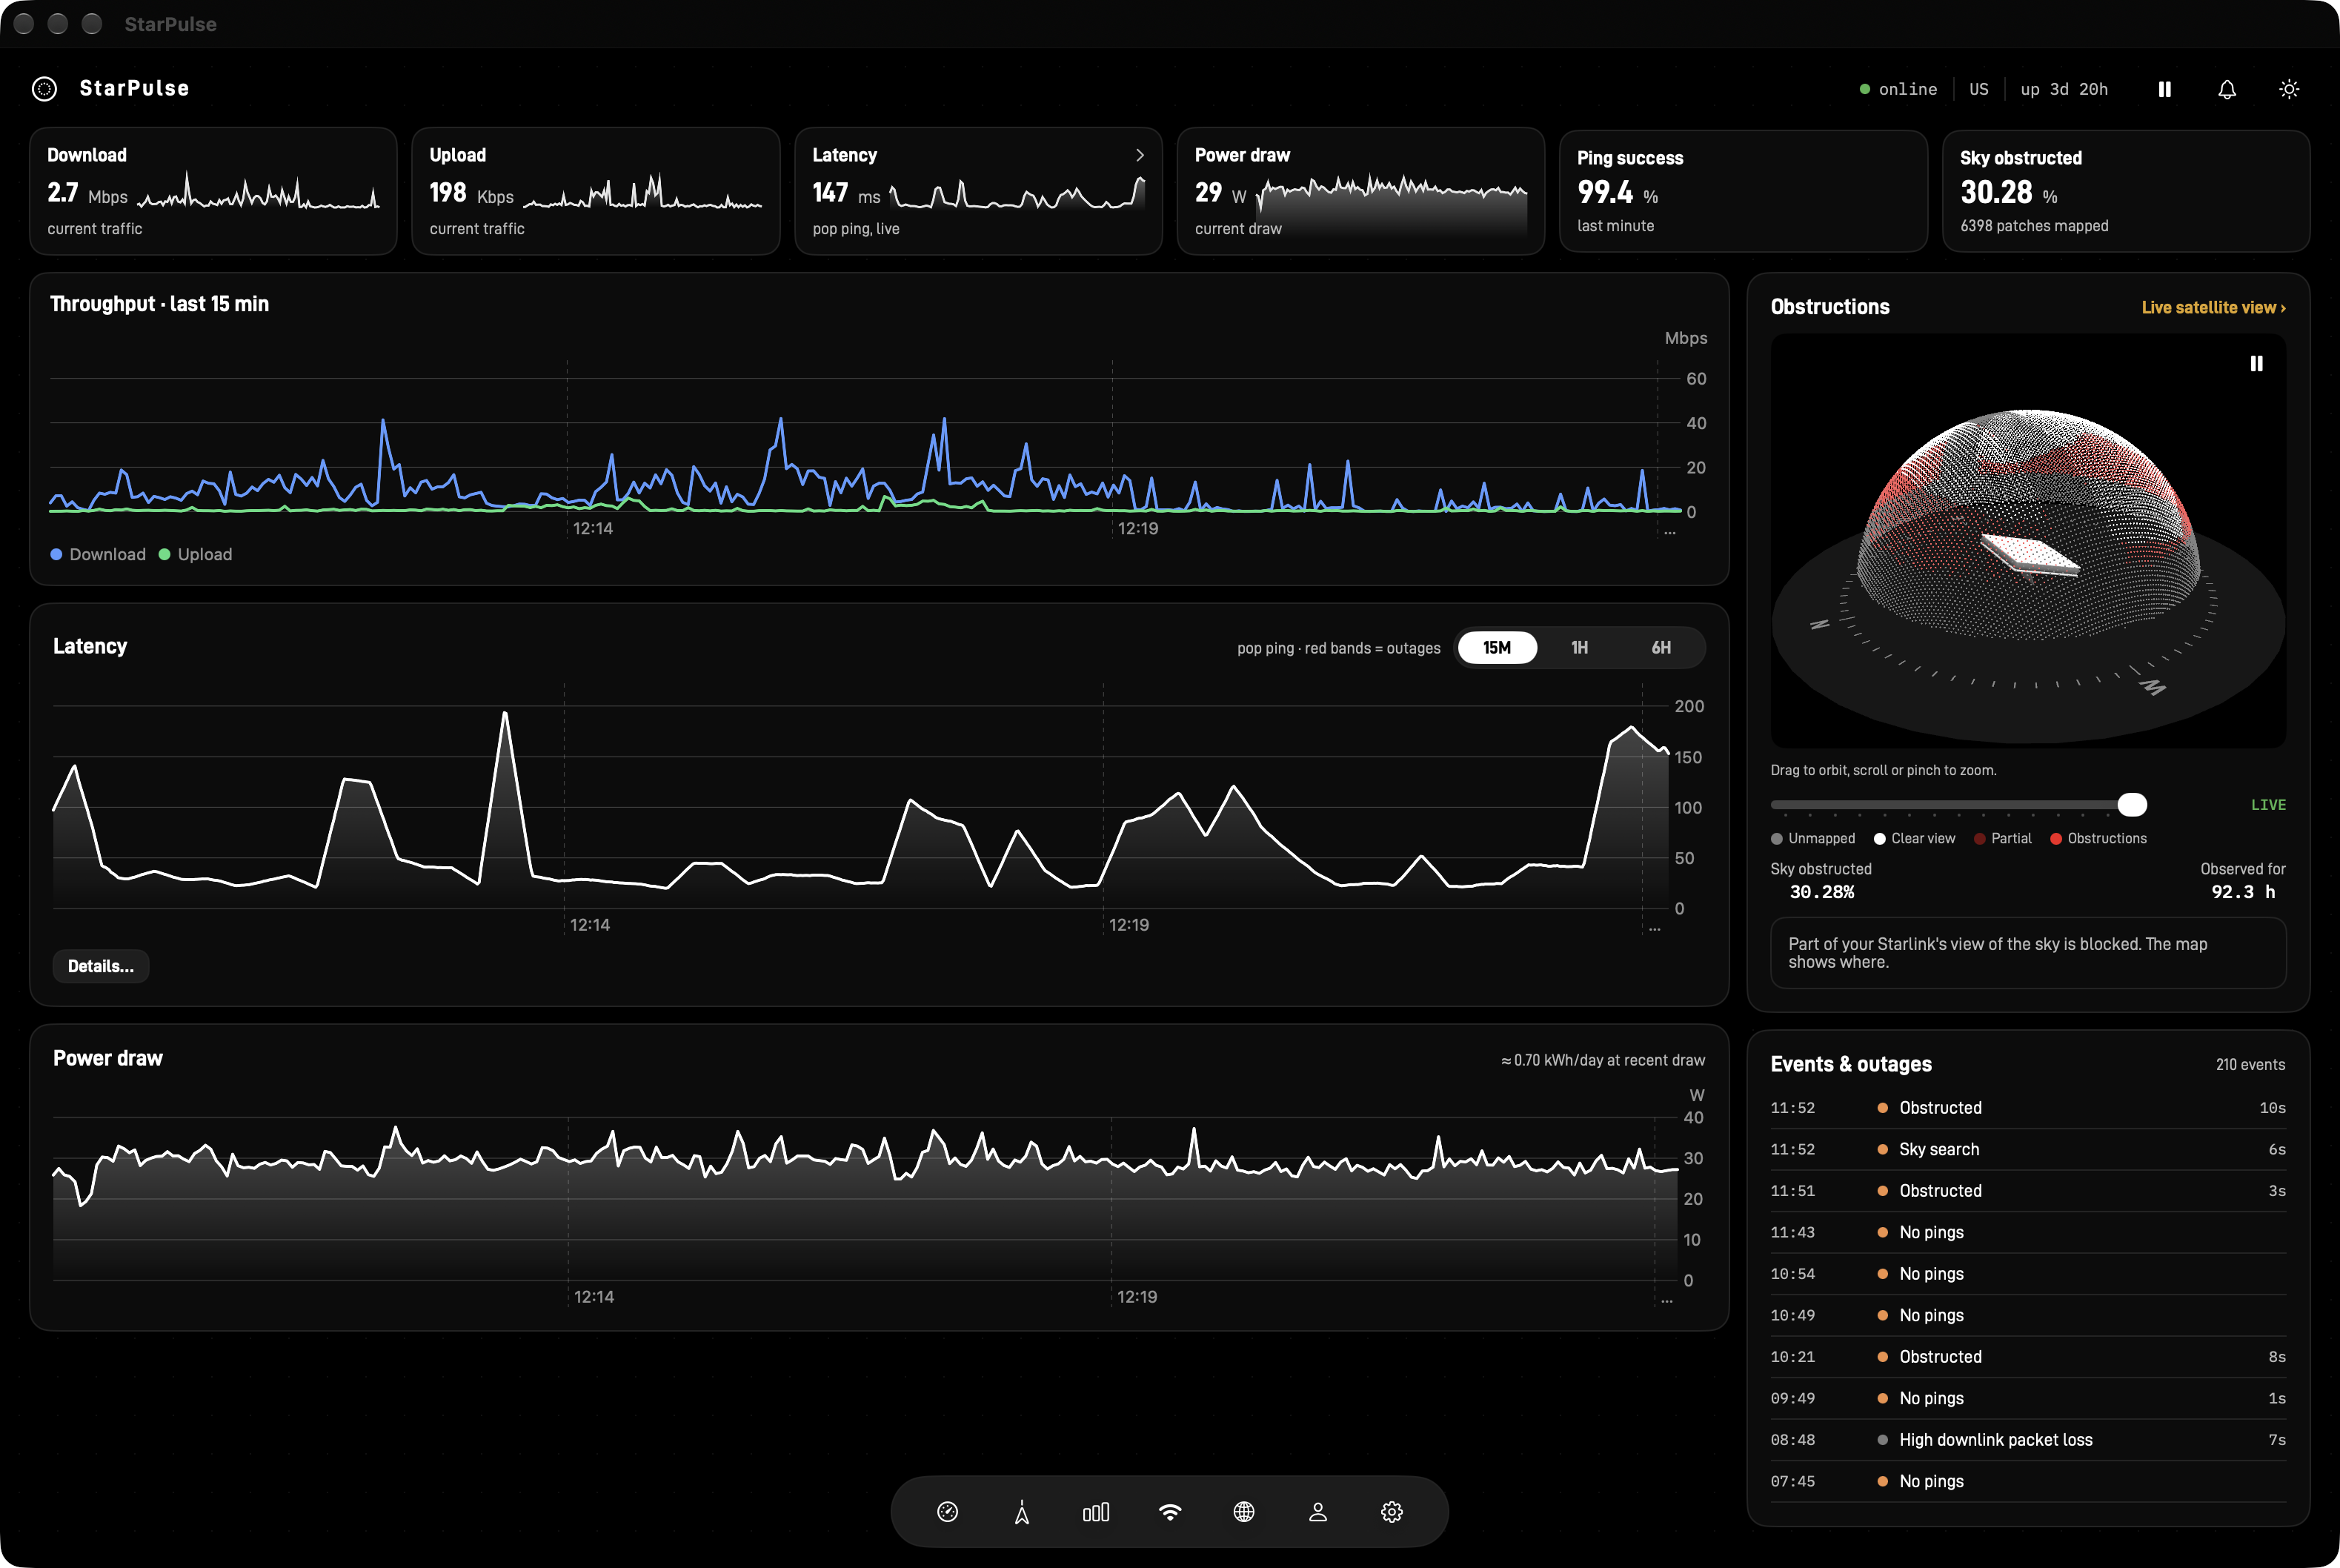 StarPulse
StarPulse
online US up 3d 20h
Download
2.7 Mbps
current traffic
Upload
198 Kbps
current traffic
Latency
147 ms
pop ping, live
Power draw
29 W
current draw
Ping success
99.4 %
last minute
Sky obstructed
30.28 %
6398 patches mapped
Throughput · last 15 min
Mbps
60
40
20
0
12:14 12:19 ...
Download Upload
Latency
pop ping · red bands = outages 15M 1H 6H
200
150
100
50
0
12:14 12:19 ...
Details...
Power draw
≈ 0.70 kWh/day at recent draw
W
40
30
20
10
0
12:14 12:19 ...
Obstructions
Live satellite view ›
N
W
Drag to orbit, scroll or pinch to zoom.
LIVE
Unmapped Clear view Partial Obstructions
Sky obstructed Observed for
30.28% 92.3 h
Part of your Starlink's view of the sky is blocked. The map
shows where.
Events & outages 210 events
11:52 Obstructed 10s
11:52 Sky search 6s
11:51 Obstructed 3s
11:43 No pings
10:54 No pings
10:49 No pings
10:21 Obstructed 8s
09:49 No pings 1s
08:48 High downlink packet loss 7s
07:45 No pings